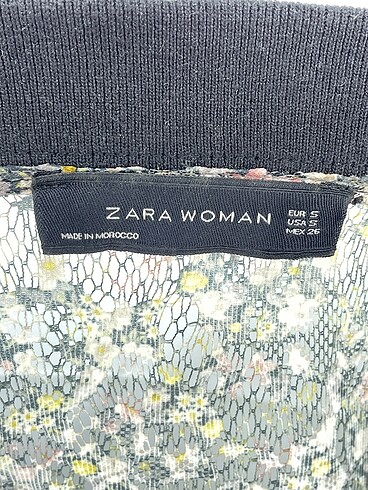 ZARA WOMAN
EUR S
USA S
MEX 26
MADE IN MOROCCO